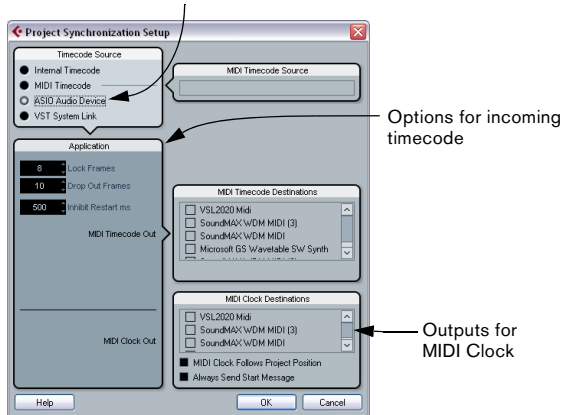 Project Synchronization Setup
Timecode Source
Internal Timecode
MIDI Timecode
ASIO Audio Device
VST System Link
MIDI Timecode Source
Options for incoming
timecode
Application
8 Lock Frames
10 Drop Out Frames
500 Inhibit Restart ms
MIDI Timecode Out
MIDI Timecode Destinations
VSL2020 Midi
SoundMAX WDM MIDI (3)
SoundMAX WDM MIDI
Microsoft GS Wavetable SW Synth
MIDI Clock Out
MIDI Clock Destinations
VSL2020 Midi
SoundMAX WDM MIDI (3)
SoundMAX WDM MIDI
MIDI Clock Follows Project Position
Always Send Start Message
Outputs for
MIDI Clock
Help
OK
Cancel